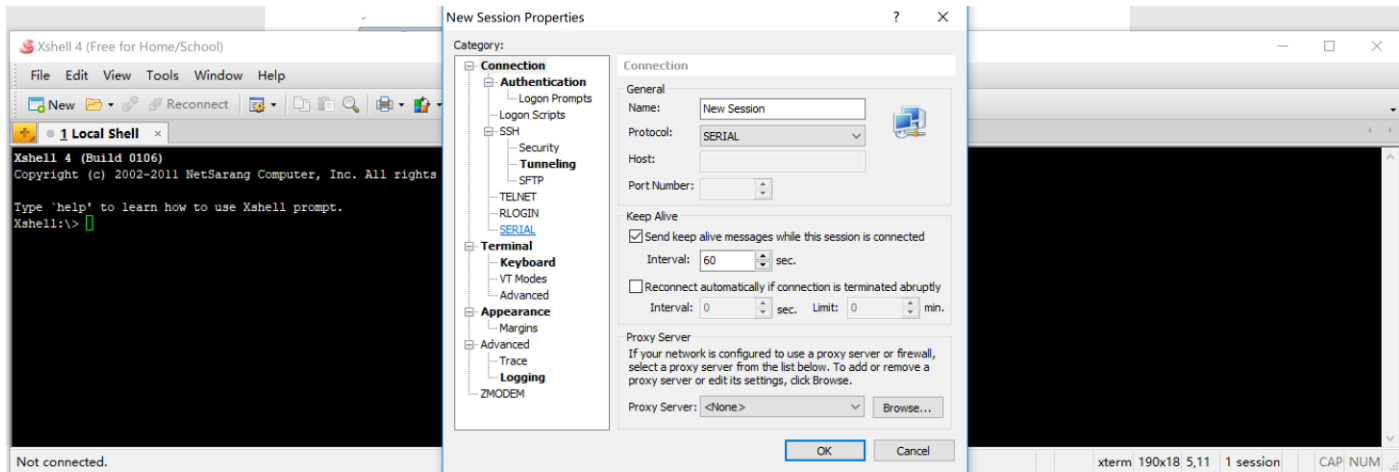 New Session Properties
Xshell 4 (Free for Home/School)
File Edit View Tools Window Help
New Reconnect
1 Local Shell
Xshell 4 (Build 0106)
Copyright (c) 2002-2011 NetSarang Computer, Inc. All rights
Type `help' to learn how to use Xshell prompt.
Xshell:\>
Category:
Connection
Authentication
Logon Prompts
Logon Scripts
SSH
Security
Tunneling
SFTP
TELNET
RLOGIN
SERIAL
Terminal
Keyboard
VT Modes
Advanced
Appearance
Margins
Advanced
Trace
Logging
ZMODEM
Connection
General
Name: New Session
Protocol: SERIAL
Host:
Port Number:
Keep Alive
Send keep alive messages while this session is connected
Interval: 60 sec.
Reconnect automatically if connection is terminated abruptly
Interval: 0 sec. Limit: 0 min.
Proxy Server
If your network is configured to use a proxy server or firewall,
select a proxy server from the list below. To add or remove a
proxy server or edit its settings, click Browse.
Proxy Server: <None> Browse...
OK Cancel
Not connected.
xterm 190x18 5,11 1 session CAP NUM